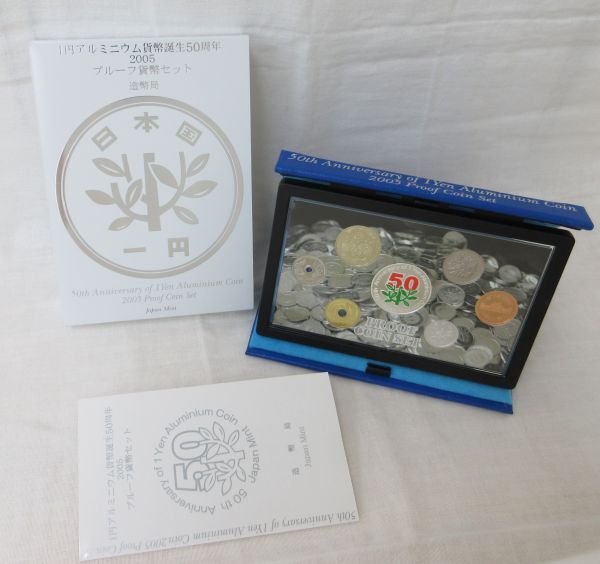 1円アルミニウム貨幣誕生50周年
2005
プルーフ貨幣セット
造幣局
日本国
一円
50th Anniversary of 1Yen Aluminium Coin
2005 Proof Coin Set
Japan Mint
50th Anniversary of 1Yen Aluminium Coin
2005 Proof Coin Set
50
PROOF
COIN SET
1円アルミニウム貨幣誕生50周年
2005
プルーフ貨幣セット
50
50th Anniversary of 1Yen Aluminium Coin
Japan Mint
造幣局
Japan Mint
50th Anniversary of 1Yen Aluminium Coin 2005 Proof Coin